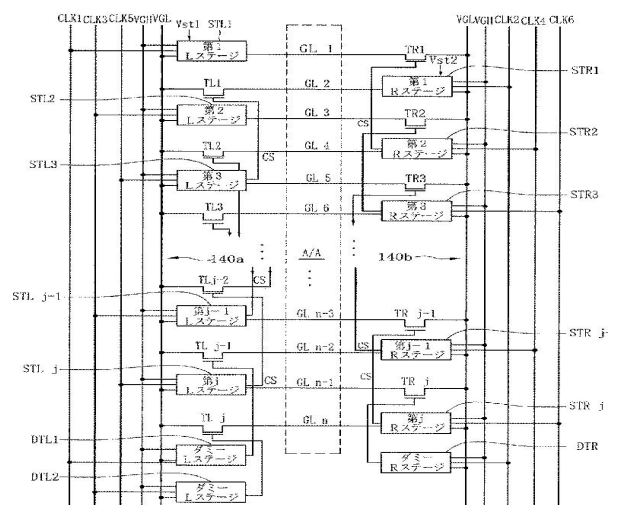 CLK1 CLK3 CLK5 VGH VGL VGL VGH CLK2 CLK4 CLK6
Vst1 STL1
第1 Lステージ GL 1 TR1
Vst2
TL1 GL 2 第1 Rステージ STR1
STL2
第2 Lステージ GL 3 TR2
CS
TL2 GL 4 第2 Rステージ STR2
CS
STL3
第3 Lステージ GL 5 TR3
TL3 GL 6 第3 Rステージ STR3
140a A/A 140b
TLj-2 CS
STL j-1
第j-1 Lステージ GL n-3 TR j-1
TL j-1 GL n-2 CS 第j-1 Rステージ STR j-
STL j
第j Lステージ CS GL n-1 CS TR j
TL j GL n 第j Rステージ STR j
DTL1
ダミー Lステージ ダミー Rステージ DTR
DTL2
ダミー Lステージ